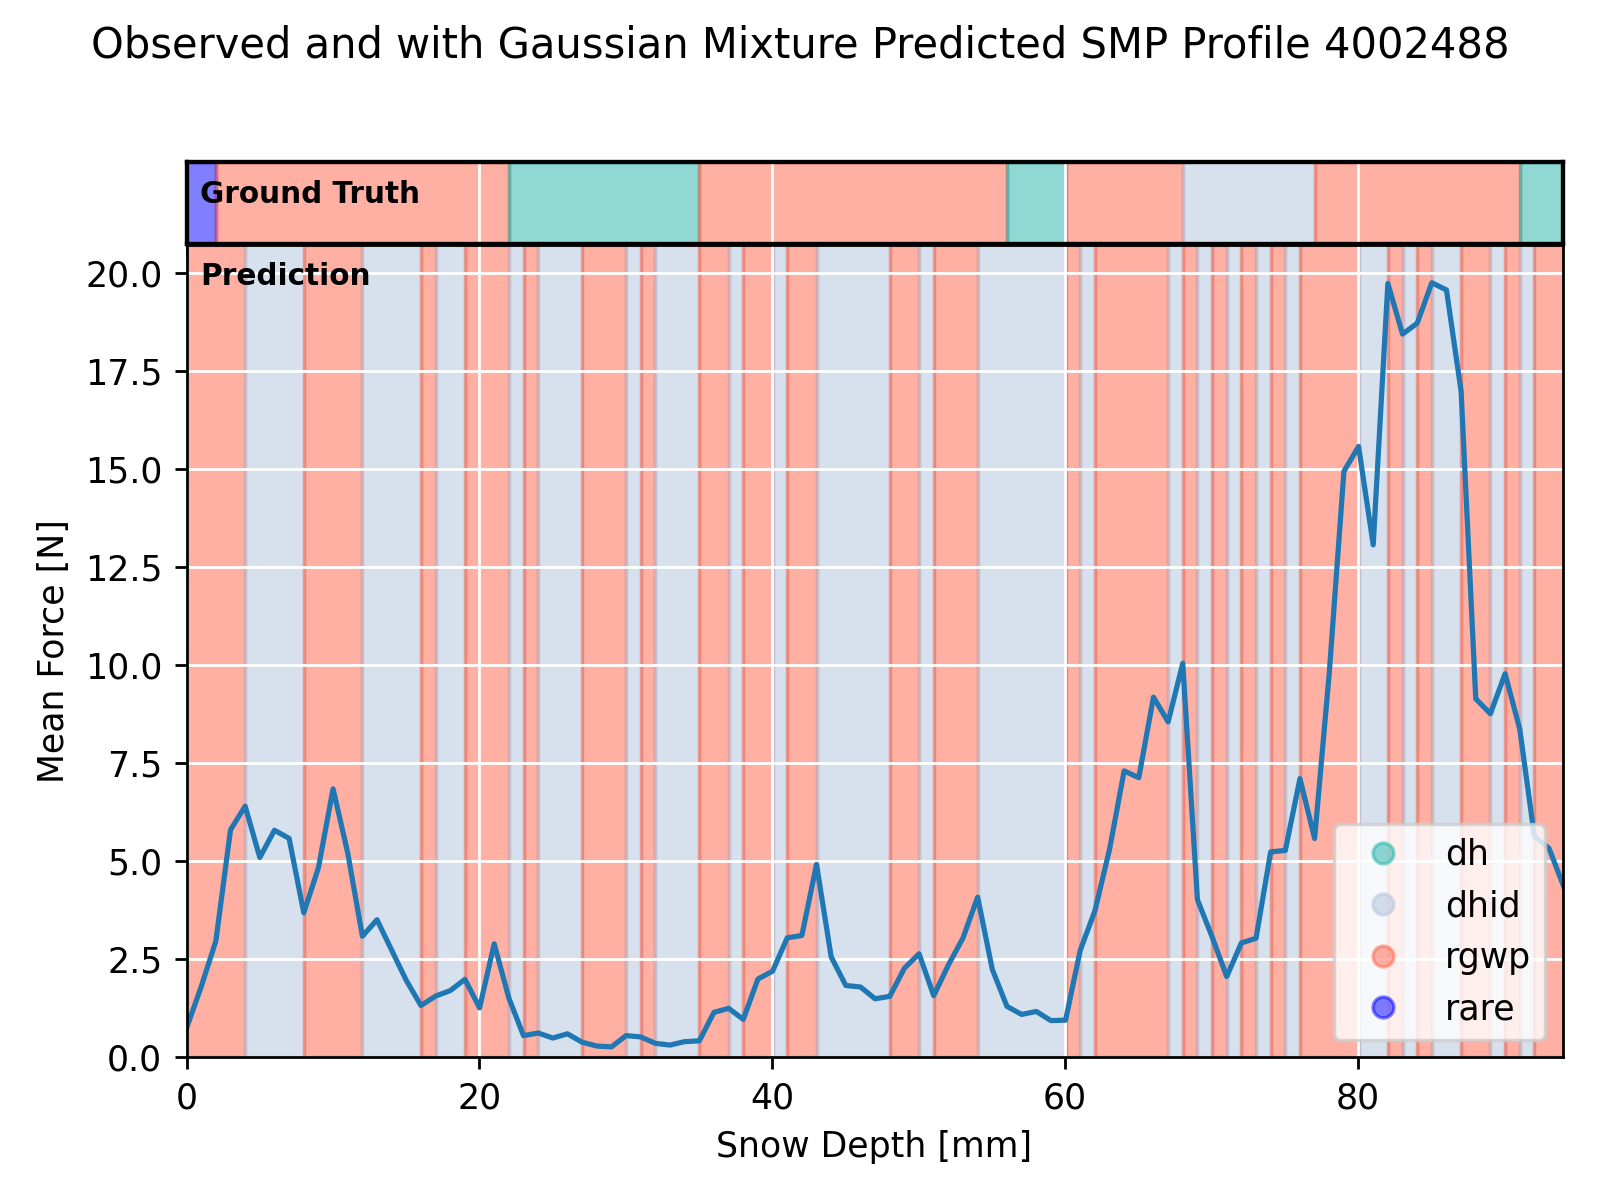 Observed and with Gaussian Mixture Predicted SMP Profile 4002488
Ground Truth
Prediction
20.0
17.5
15.0
12.5
10.0
7.5
5.0
2.5
0.0
Mean Force [N]
dh
dhid
rgwp
rare
0 20 40 60 80
Snow Depth [mm]